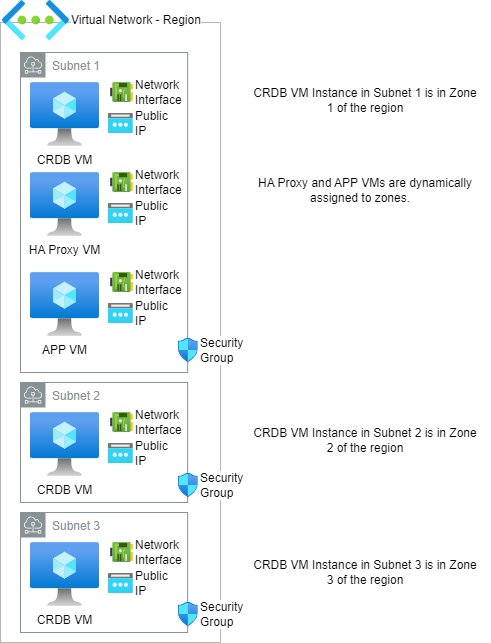 Virtual Network - Region
Subnet 1
Network
Interface
Public
IP
CRDB VM
CRDB VM Instance in Subnet 1 is in Zone
1 of the region
Network
Interface
Public
IP
HA Proxy VM
HA Proxy and APP VMs are dynamically
assigned to zones.
Network
Interface
Public
IP
APP VM
Security
Group
Subnet 2
Network
Interface
Public
IP
CRDB VM
Security
Group
CRDB VM Instance in Subnet 2 is in Zone
2 of the region
Subnet 3
Network
Interface
Public
IP
CRDB VM
Security
Group
CRDB VM Instance in Subnet 3 is in Zone
3 of the region